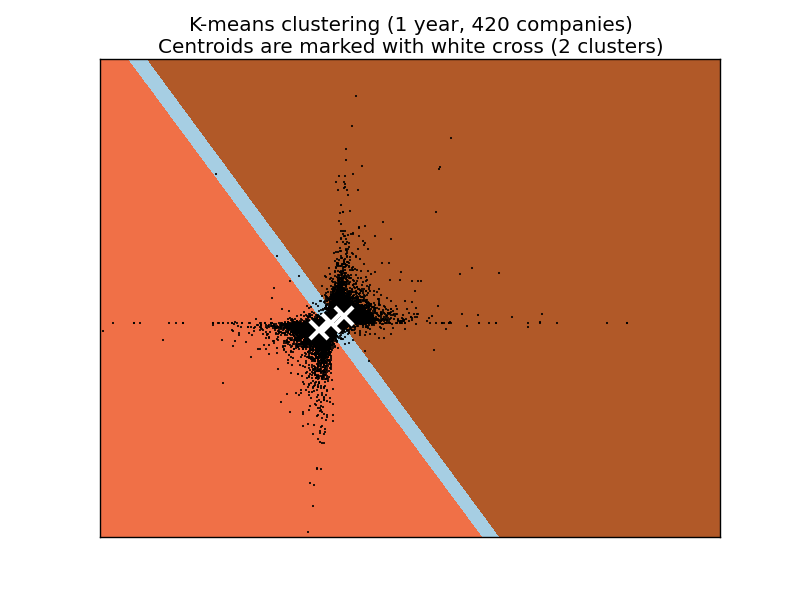 K-means clustering (1 year, 420 companies)
Centroids are marked with white cross (2 clusters)